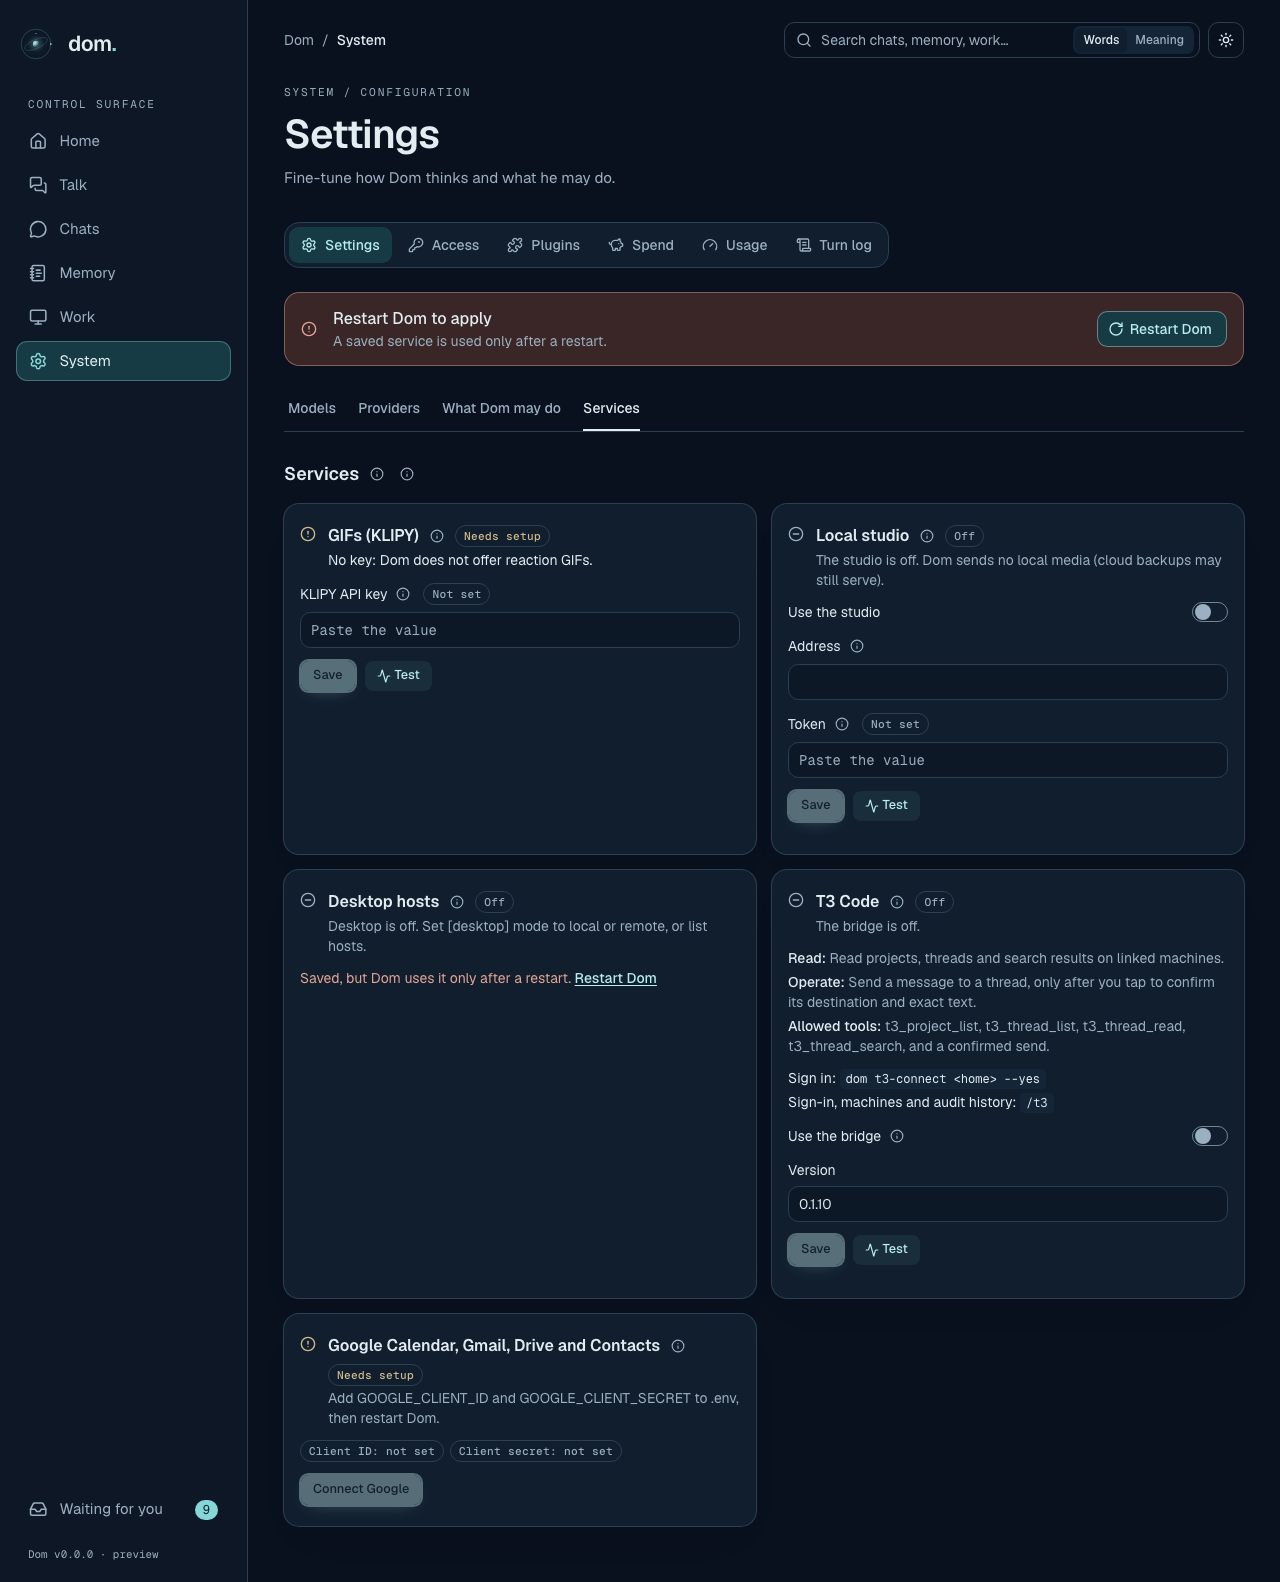 dom.
CONTROL SURFACE
Home
Talk
Chats
Memory
Work
System
Waiting for you 9
Dom v0.0.0 · preview
Dom / System
Search chats, memory, work… Words Meaning
SYSTEM / CONFIGURATION
Settings
Fine-tune how Dom thinks and what he may do.
Settings Access Plugins Spend Usage Turn log
Restart Dom to apply
A saved service is used only after a restart.
Restart Dom
Models Providers What Dom may do Services
Services
GIFs (KLIPY) Needs setup
No key: Dom does not offer reaction GIFs.
KLIPY API key Not set
Paste the value
Save Test
Local studio Off
The studio is off. Dom sends no local media (cloud backups may
still serve).
Use the studio
Address
Token Not set
Paste the value
Save Test
Desktop hosts Off
Desktop is off. Set [desktop] mode to local or remote, or list
hosts.
Saved, but Dom uses it only after a restart. Restart Dom
T3 Code Off
The bridge is off.
Read: Read projects, threads and search results on linked machines.
Operate: Send a message to a thread, only after you tap to confirm
its destination and exact text.
Allowed tools: t3_project_list, t3_thread_list, t3_thread_read,
t3_thread_search, and a confirmed send.
Sign in: dom t3-connect <home> --yes
Sign-in, machines and audit history: /t3
Use the bridge
Version
0.1.10
Save Test
Google Calendar, Gmail, Drive and Contacts
Needs setup
Add GOOGLE_CLIENT_ID and GOOGLE_CLIENT_SECRET to .env,
then restart Dom.
Client ID: not set Client secret: not set
Connect Google